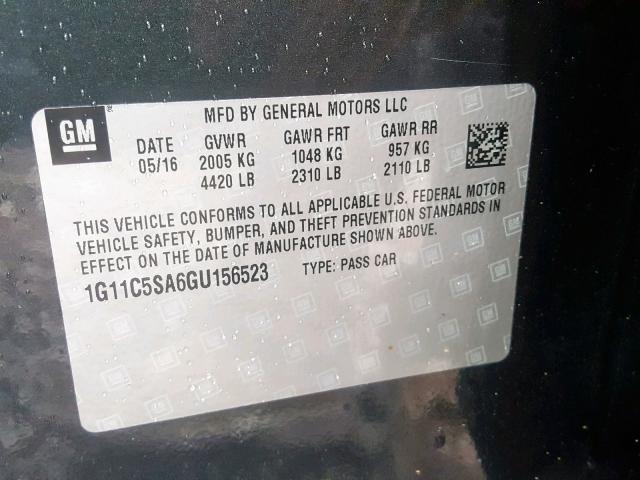 GM
MFD BY GENERAL MOTORS LLC
DATE GVWR GAWR FRT GAWR RR
05/16 2005 KG 1048 KG 957 KG
4420 LB 2310 LB 2110 LB
THIS VEHICLE CONFORMS TO ALL APPLICABLE U.S. FEDERAL MOTOR
VEHICLE SAFETY, BUMPER, AND THEFT PREVENTION STANDARDS IN
EFFECT ON THE DATE OF MANUFACTURE SHOWN ABOVE.
1G11C5SA6GU156523 TYPE: PASS CAR